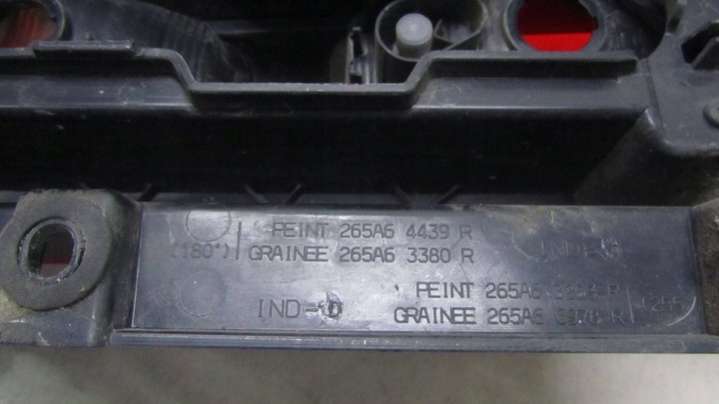 PEINT 265A6 4439 R
(180°) GRAINEE 265A6 3380 R
PEINT 265A6 R
IND-D GRAINEE 265A6 R